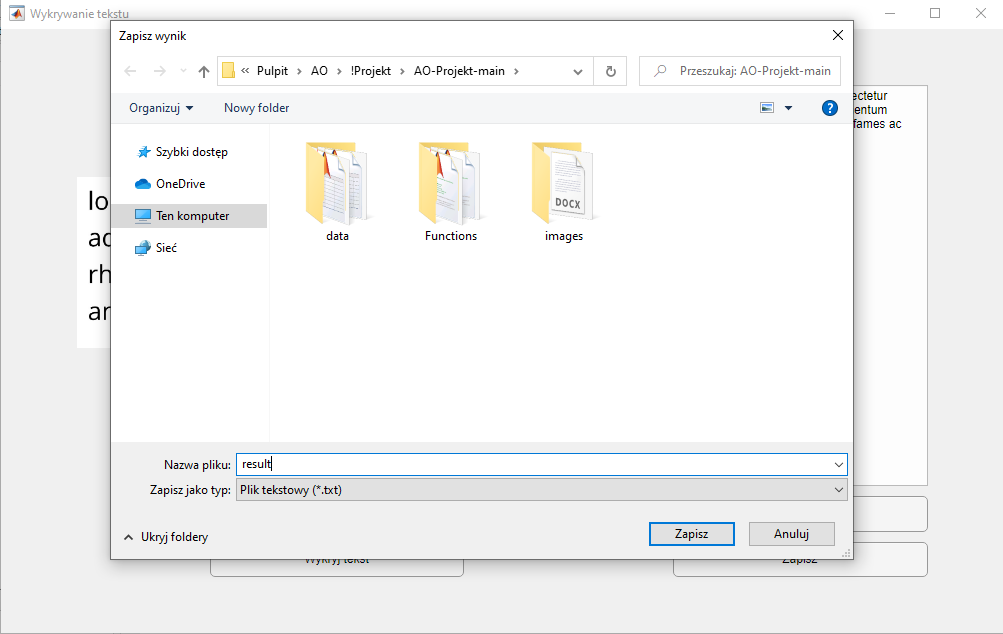 Wykrywanie tekstu
Zapisz wynik
« Pulpit › AO › !Projekt › AO-Projekt-main ›
Przeszukaj: AO-Projekt-main
Organizuj
Nowy folder
?
Szybki dostęp
OneDrive
Ten komputer
Sieć
data
Functions
DOCX
images
lo
ac
rh
ar
ectetur
entum
fames ac
Nazwa pliku: result
Zapisz jako typ: Plik tekstowy (*.txt)
Ukryj foldery
Zapisz
Anuluj
Wykryj tekst
Zapisz